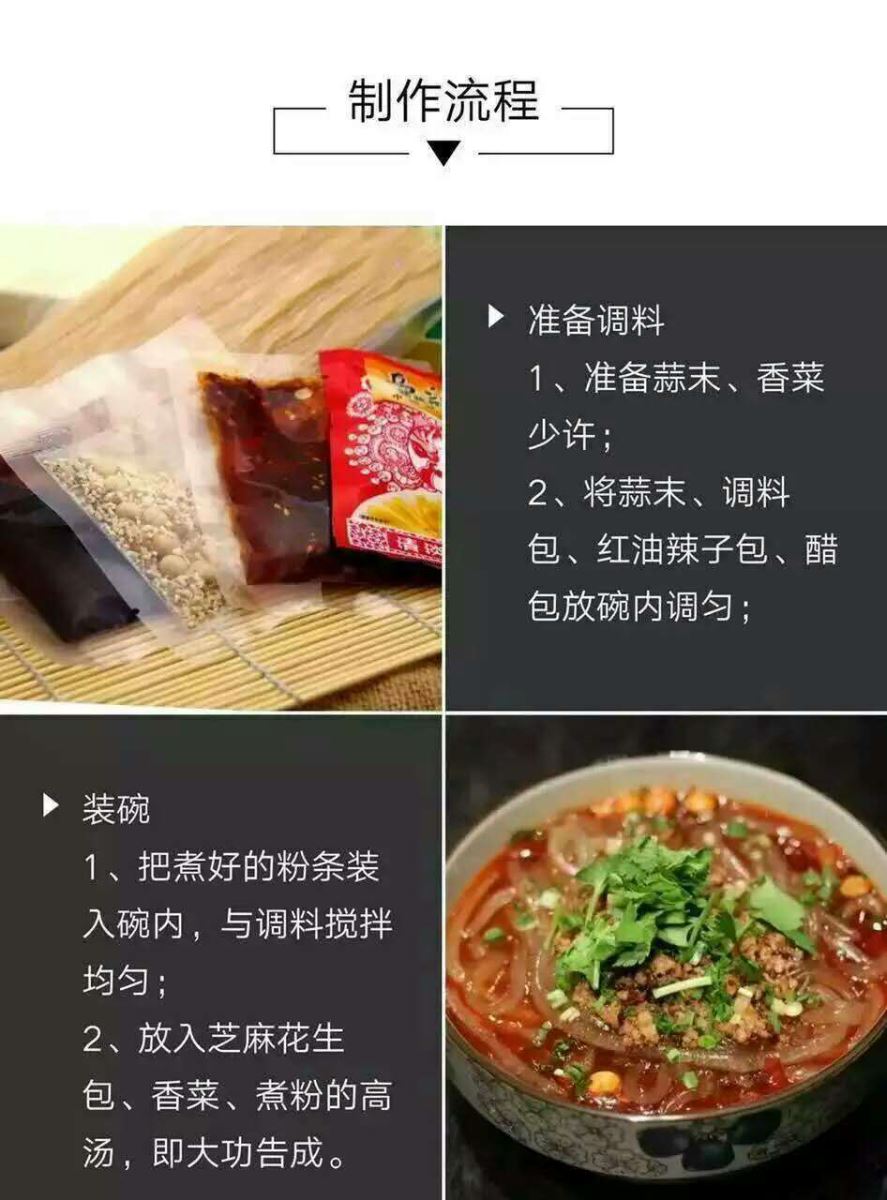 制作流程
准备调料
1、准备蒜末、香菜
少许；
2、将蒜末、调料
包、红油辣子包、醋
包放碗内调匀；
装碗
1、把煮好的粉条装
入碗内，与调料搅拌
均匀；
2、放入芝麻花生
包、香菜、煮粉的高
汤，即大功告成。